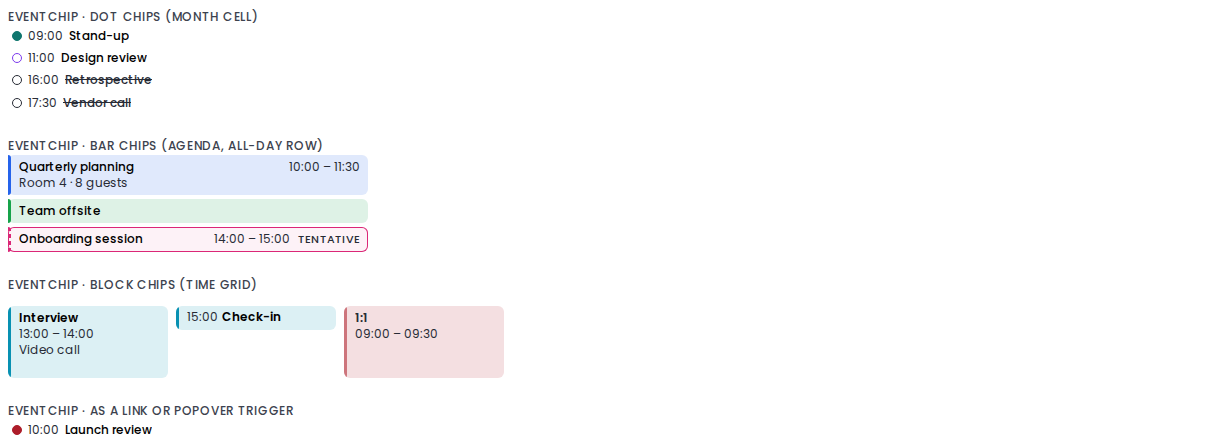 EVENTCHIP · DOT CHIPS (MONTH CELL)
09:00 Stand-up
11:00 Design review
16:00 Retrospective
17:30 Vendor call
EVENTCHIP · BAR CHIPS (AGENDA, ALL-DAY ROW)
Quarterly planning 10:00 – 11:30
Room 4 · 8 guests
Team offsite
Onboarding session 14:00 – 15:00 TENTATIVE
EVENTCHIP · BLOCK CHIPS (TIME GRID)
Interview
13:00 – 14:00
Video call
15:00 Check-in
1:1
09:00 – 09:30
EVENTCHIP · AS A LINK OR POPOVER TRIGGER
10:00 Launch review